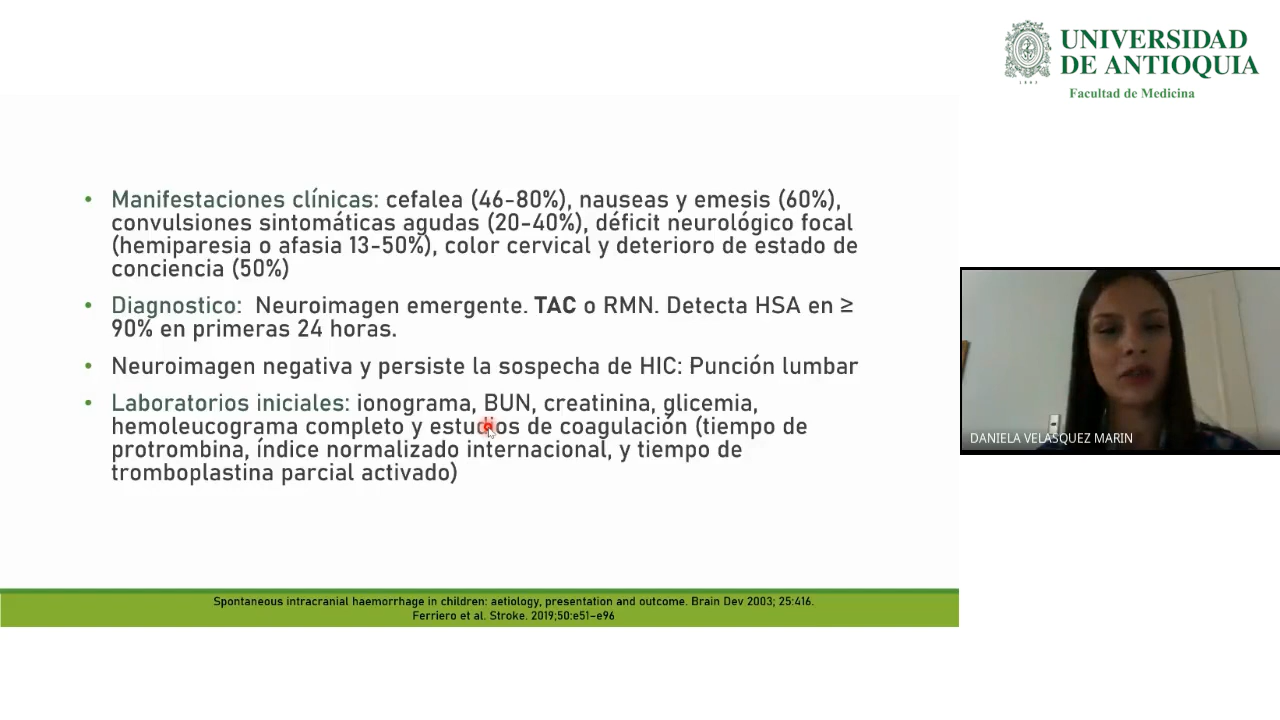 UNIVERSIDAD
DE ANTIOQUIA
Facultad de Medicina
• Manifestaciones clínicas: cefalea (46-80%), nauseas y emesis (60%),
convulsiones sintomáticas agudas (20-40%), déficit neurológico focal
(hemiparesia o afasia 13-50%), color cervical y deterioro de estado de
conciencia (50%)
• Diagnostico: Neuroimagen emergente. TAC o RMN. Detecta HSA en ≥
90% en primeras 24 horas.
• Neuroimagen negativa y persiste la sospecha de HIC: Punción lumbar
• Laboratorios iniciales: ionograma, BUN, creatinina, glicemia,
hemoleucograma completo y estudios de coagulación (tiempo de
protrombina, índice normalizado internacional, y tiempo de
tromboplastina parcial activado)
DANIELA VELASQUEZ MARIN
Spontaneous intracranial haemorrhage in children: aetiology, presentation and outcome. Brain Dev 2003; 25:416.
Ferriero et al. Stroke. 2019;50:e51–e96